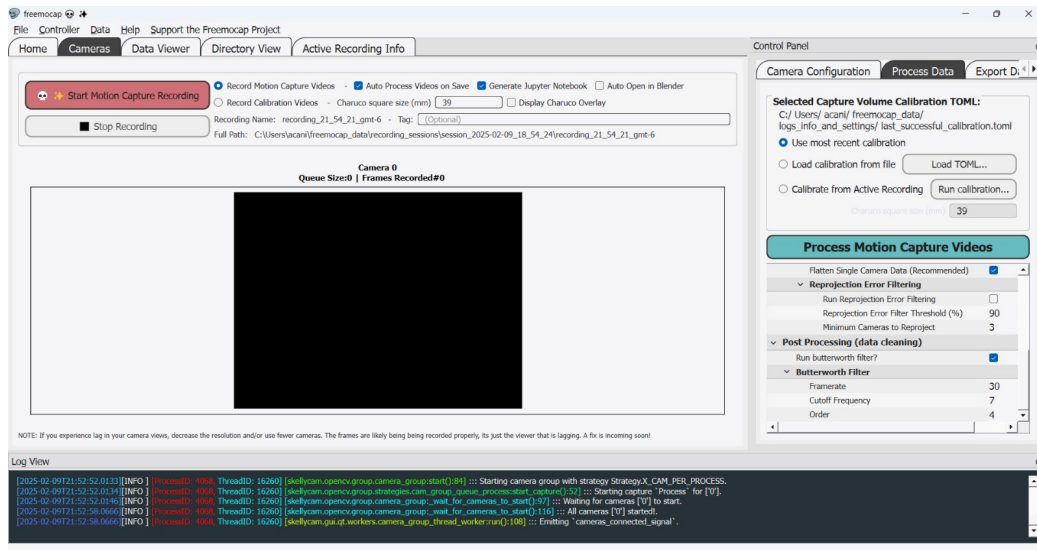 freemocap
File Controller Data Help Support the Freemocap Project
Home Cameras Data Viewer Directory View Active Recording Info
Start Motion Capture Recording
Stop Recording
Record Motion Capture Videos - Auto Process Videos on Save Generate Jupyter Notebook Auto Open in Blender
Record Calibration Videos - Charuco square size (mm) 39 Display Charuco Overlay
Recording Name: recording_21_54_21_gmt-6 - Tag: (Optional)
Full Path: C:\Users\acani\freemocap_data\recording_sessions\session_2025-02-09_18_54_24\recording_21_54_21_gmt-6
Camera 0
Queue Size:0 | Frames Recorded#0
NOTE: If you experience lag in your camera views, decrease the resolution and/or use fewer cameras. The frames are likely being being recorded properly, its just the viewer that is lagging. A fix is incoming soon!
Control Panel
Camera Configuration Process Data Export Da
Selected Capture Volume Calibration TOML:
C:/ Users/ acani/ freemocap_data/
logs_info_and_settings/ last_successful_calibration.toml
Use most recent calibration
Load calibration from file Load TOML...
Calibrate from Active Recording Run calibration...
Charuco square size (mm) 39
Process Motion Capture Videos
Flatten Single Camera Data (Recommended)
Reprojection Error Filtering
Run Reprojection Error Filtering
Reprojection Error Filter Threshold (%) 90
Minimum Cameras to Reproject 3
Post Processing (data cleaning)
Run butterworth filter?
Butterworth Filter
Framerate 30
Cutoff Frequency 7
Order 4
Log View
[2025-02-09T21:52:52.0133][INFO ] [ProcessID: 4068, ThreadID: 16260] [skellycam.opencv.group.camera_group:start():84] ::: Starting camera group with strategy Strategy.X_CAM_PER_PROCESS.
[2025-02-09T21:52:52.0134][INFO ] [ProcessID: 4068, ThreadID: 16260] [skellycam.opencv.group.strategies.cam_group_queue_process:start_capture():52] ::: Starting capture `Process` for ['0'].
[2025-02-09T21:52:52.0146][INFO ] [ProcessID: 4068, ThreadID: 16260] [skellycam.opencv.group.camera_group:_wait_for_cameras_to_start():97] ::: Waiting for cameras ['0'] to start.
[2025-02-09T21:52:58.0666][INFO ] [ProcessID: 4068, ThreadID: 16260] [skellycam.opencv.group.camera_group:_wait_for_cameras_to_start():116] ::: All cameras ['0'] started!.
[2025-02-09T21:52:58.0666][INFO ] [ProcessID: 4068, ThreadID: 16260] [skellycam.gui.qt.workers.camera_group_thread_worker:run():108] ::: Emitting `cameras_connected_signal`.